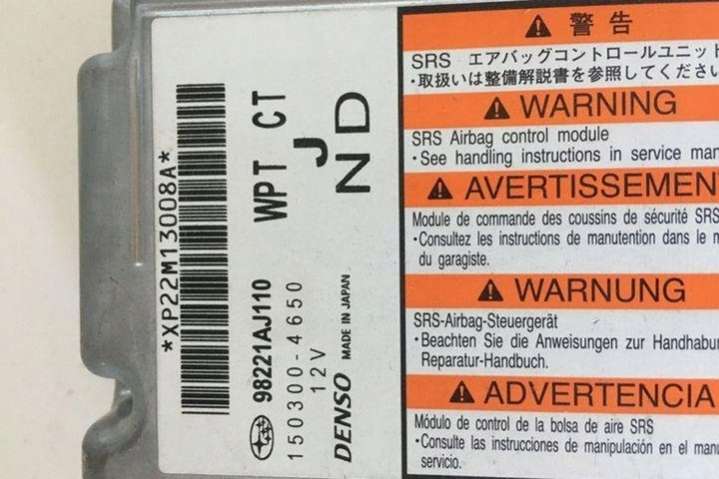 *XP22M13008A*
98221AJ110 WPT CT
150300-4650 J
12V
DENSO MADE IN JAPAN ND
警告
SRS エアバッグコントロールユニット
・取扱いは整備解説書を参照してください
WARNING
SRS Airbag control module
・See handling instructions in service man
AVERTISSEMEN
Module de commande des coussins de sécurité SRS
・Consultez les instructions de manutention dans le m
du garagiste.
WARNUNG
SRS-Airbag-Steuergerät
・Beachten Sie die Anweisungen zur Handhabu
Reparatur-Handbuch.
ADVERTENCIA
Módulo de control de la bolsa de aire SRS
・Consulte las instrucciones de manipulación en el manu
servicio.